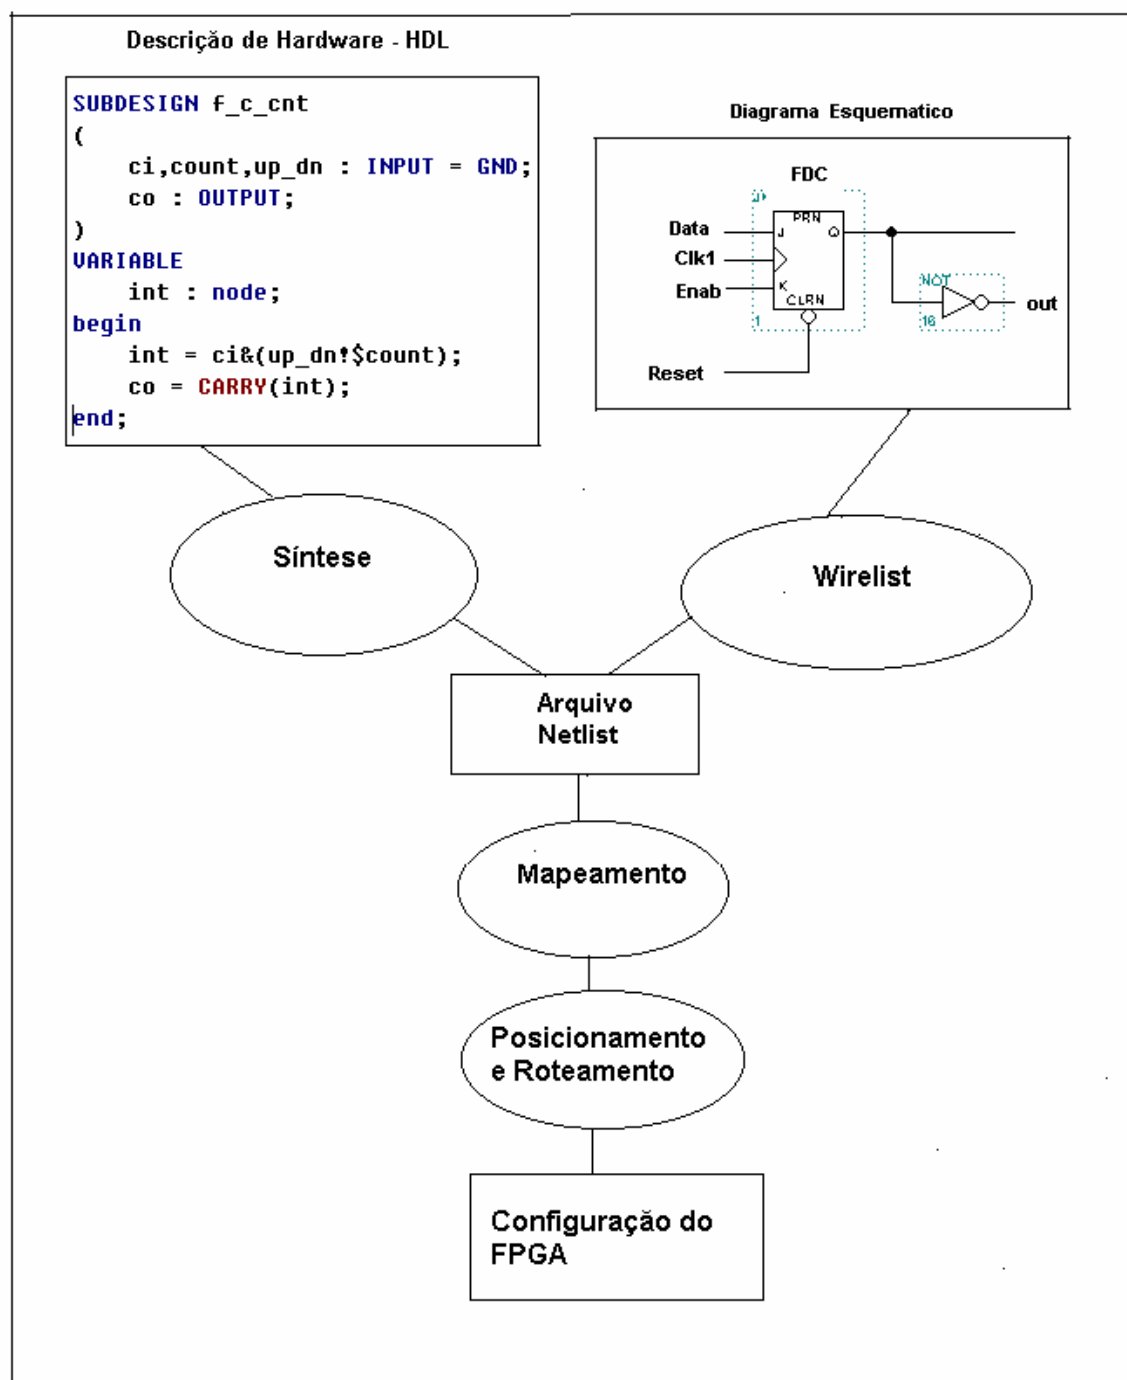 Descrição de Hardware - HDL
SUBDESIGN f_c_cnt
(
ci,count,up_dn : INPUT = GND;
co : OUTPUT;
)
VARIABLE
int : node;
begin
int = ci&(up_dn!$count);
co = CARRY(int);
end;
Diagrama Esquematico
FDC
PRN
Data
J
Q
Clk1
Enab
K
CLRN
1
Reset
NOT
16
out
Síntese
Wirelist
Arquivo
Netlist
Mapeamento
Posicionamento
e Roteamento
Configuração do
FPGA